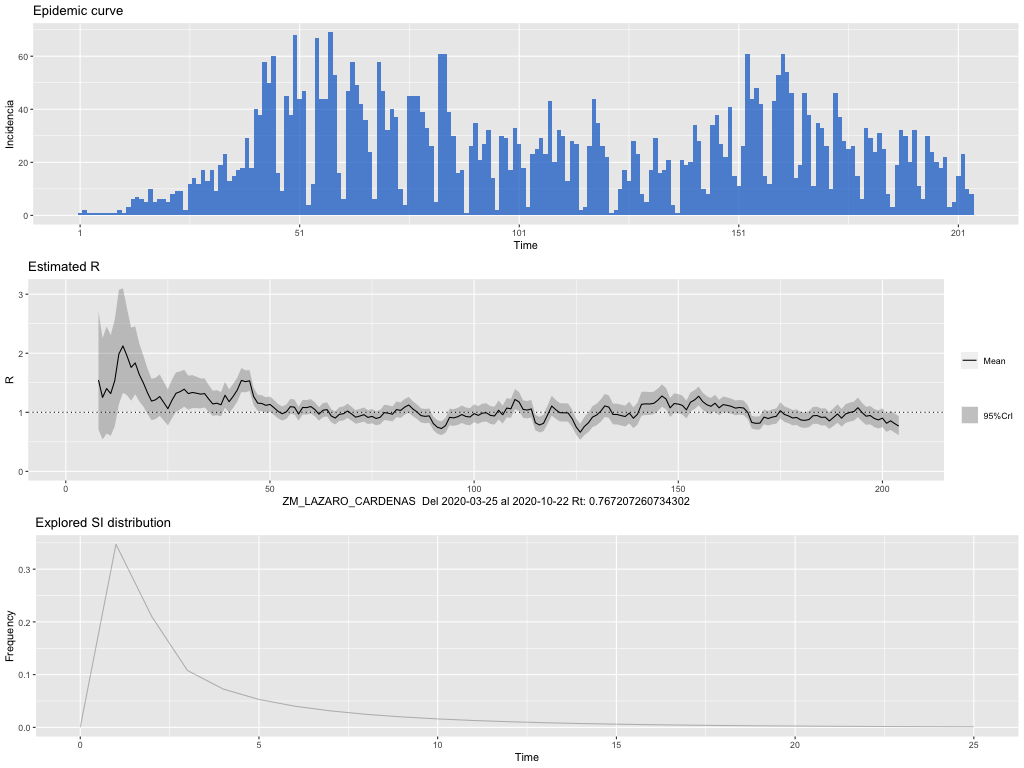 Epidemic curve
60
40
20
0
Incidencia
1 51 101 151 201
Time
Estimated R
3
2
1
0
R
Mean
95%CrI
0 50 100 150 200
ZM_LAZARO_CARDENAS Del 2020-03-25 al 2020-10-22 Rt: 0.767207260734302
Explored SI distribution
0.3
0.2
0.1
0.0
Frequency
0 5 10 15 20 25
Time